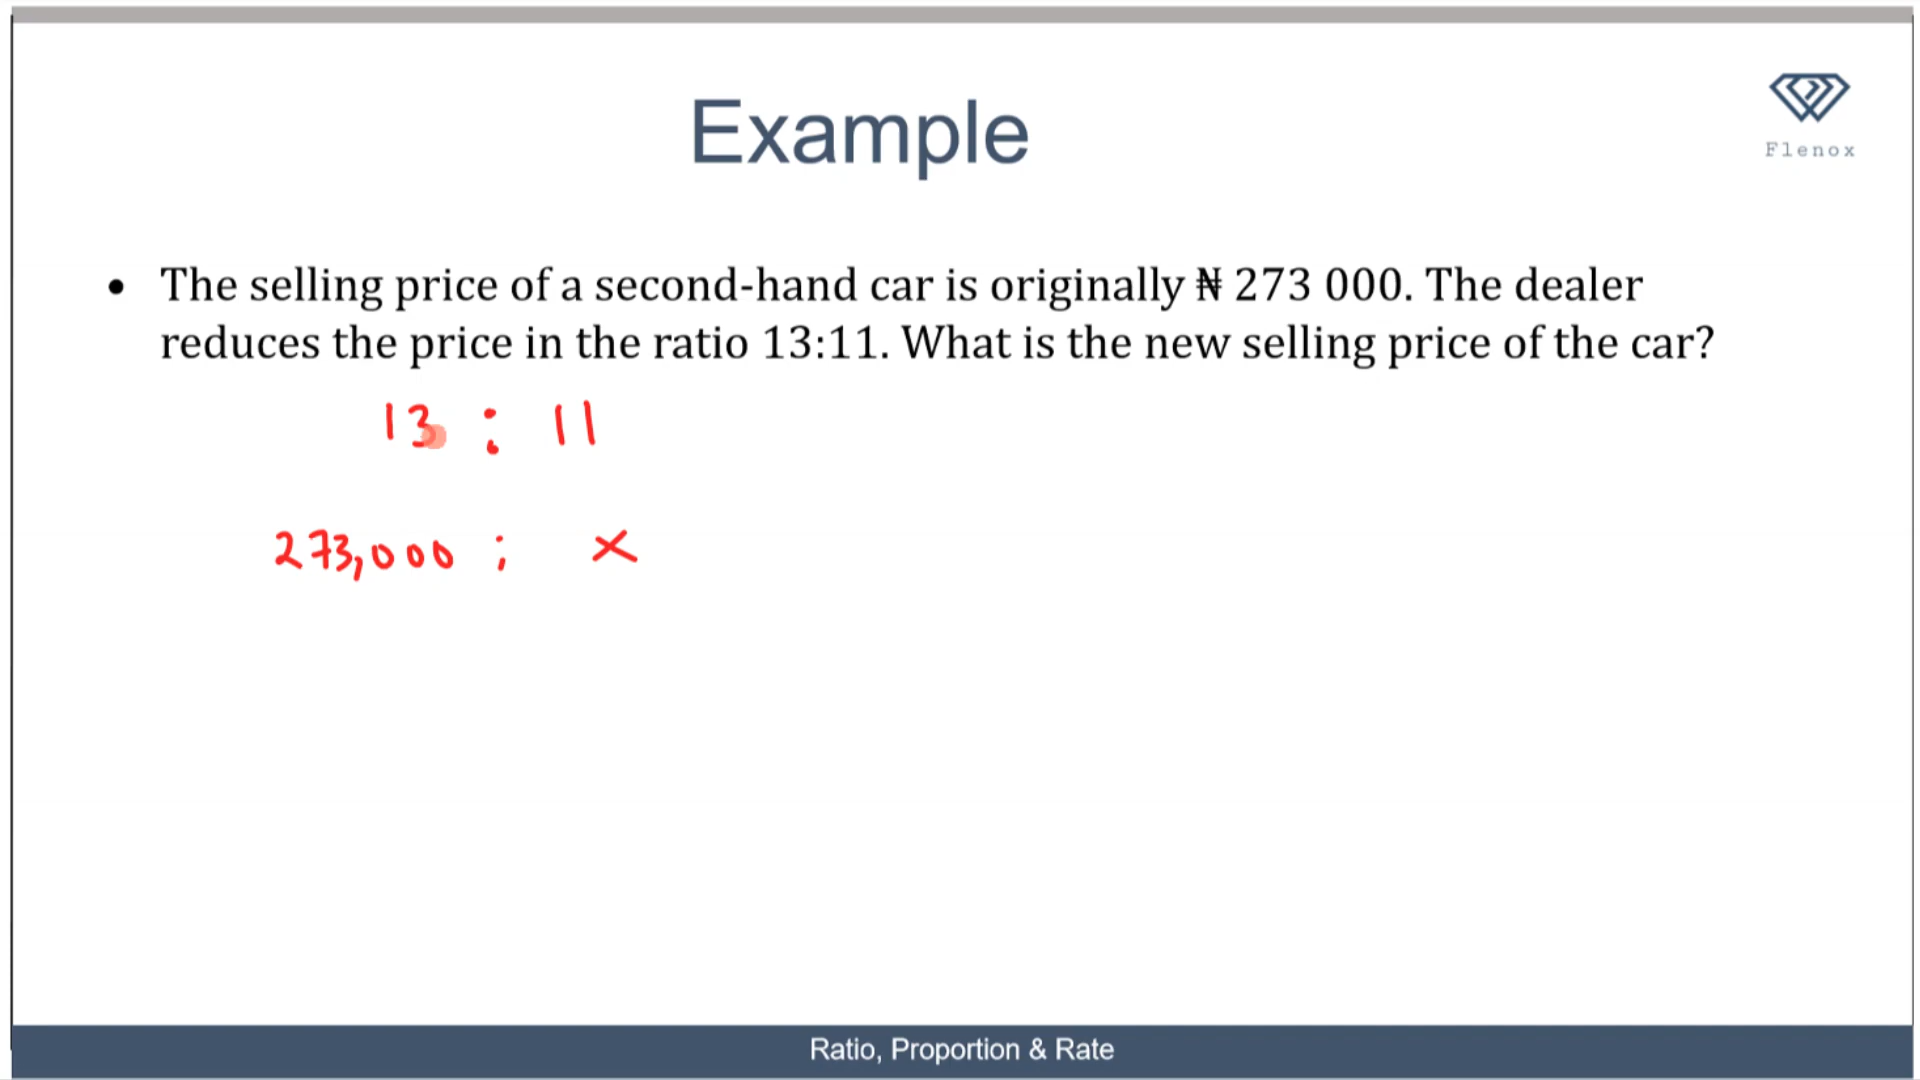 Example
Flenox
• The selling price of a second-hand car is originally ₦ 273 000. The dealer
reduces the price in the ratio 13:11. What is the new selling price of the car?
13 : 11
273,000 ; x
Ratio, Proportion & Rate